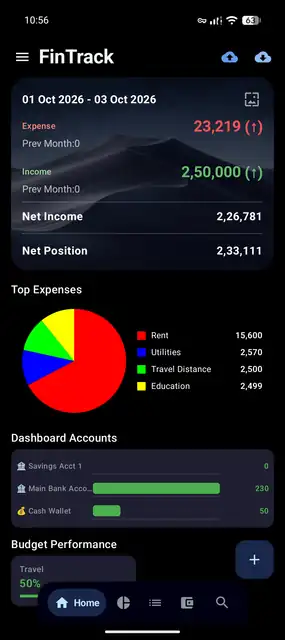 10:56
63
FinTrack
01 Oct 2026 - 03 Oct 2026
Expense 23,219 (↑)
Prev Month:0
Income 2,50,000 (↑)
Prev Month:0
Net Income 2,26,781
Net Position 2,33,111
Top Expenses
Rent 15,600
Utilities 2,570
Travel Distance 2,500
Education 2,499
Dashboard Accounts
Savings Acct 1 0
Main Bank Acco... 230
Cash Wallet 50
Budget Performance
Travel
50%
+
Home